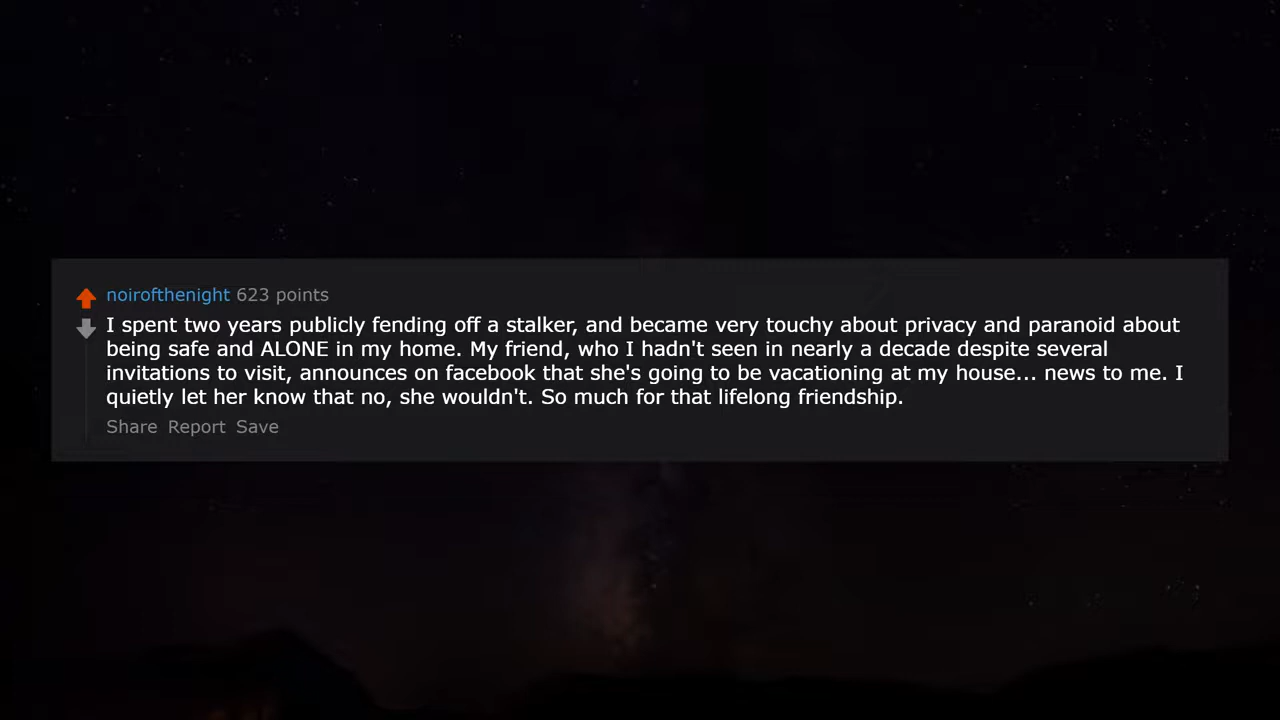 noirofthenight 623 points
I spent two years publicly fending off a stalker, and became very touchy about privacy and paranoid about
being safe and ALONE in my home. My friend, who I hadn't seen in nearly a decade despite several
invitations to visit, announces on facebook that she's going to be vacationing at my house... news to me. I
quietly let her know that no, she wouldn't. So much for that lifelong friendship.
Share Report Save